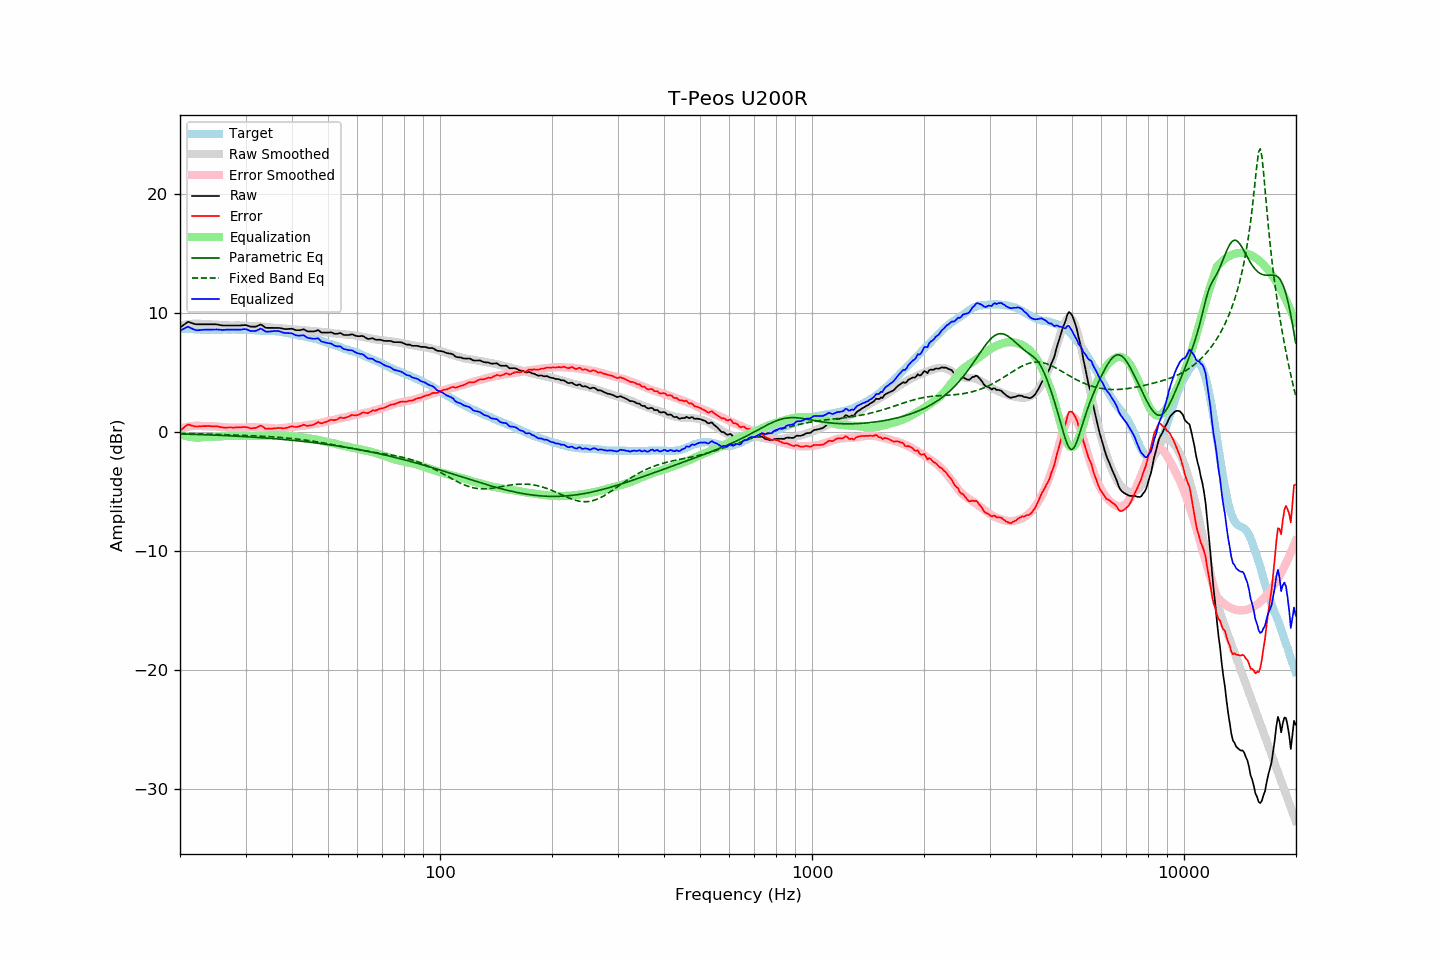 T-Peos U200R
Target
Raw Smoothed
Error Smoothed
Raw
Error
Equalization
Parametric Eq
Fixed Band Eq
Equalized
20
10
0
−10
−20
−30
Amplitude (dBr)
100
1000
10000
Frequency (Hz)